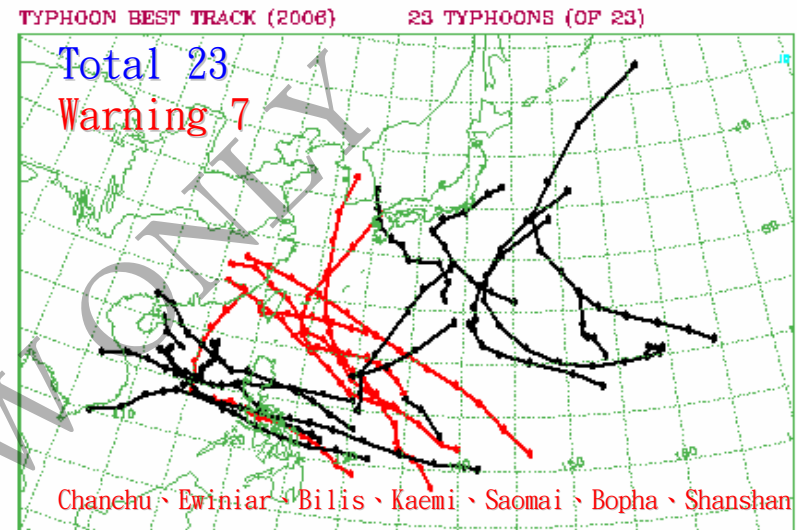 TYPHOON BEST TRACK (2006) 23 TYPHOONS (OF 23)
Total 23
Warning 7
W ONLY
Chanchu、Ewiniar、Bilis、Kaemi、Saomai、Bopha、Shanshan